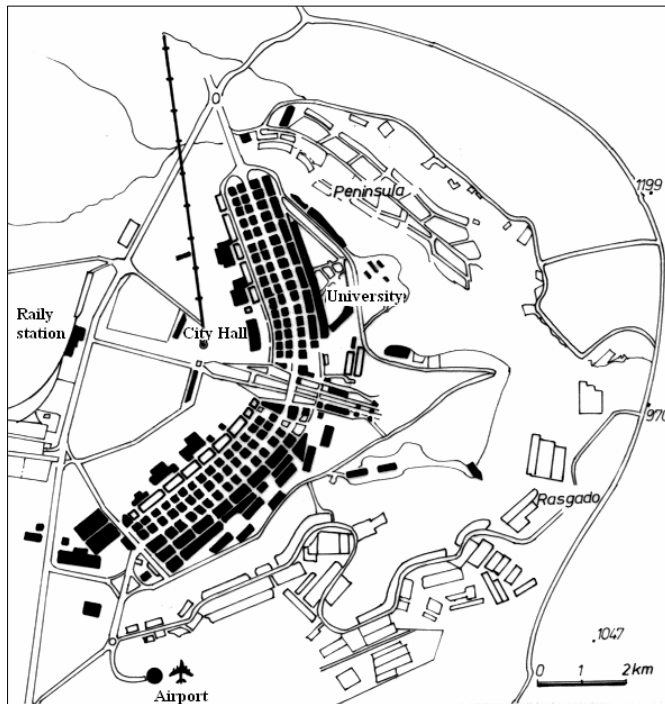 Peninsula
1199
University
Raily
station
City Hall
970
Rasgado
1047
0 1 2km
Airport